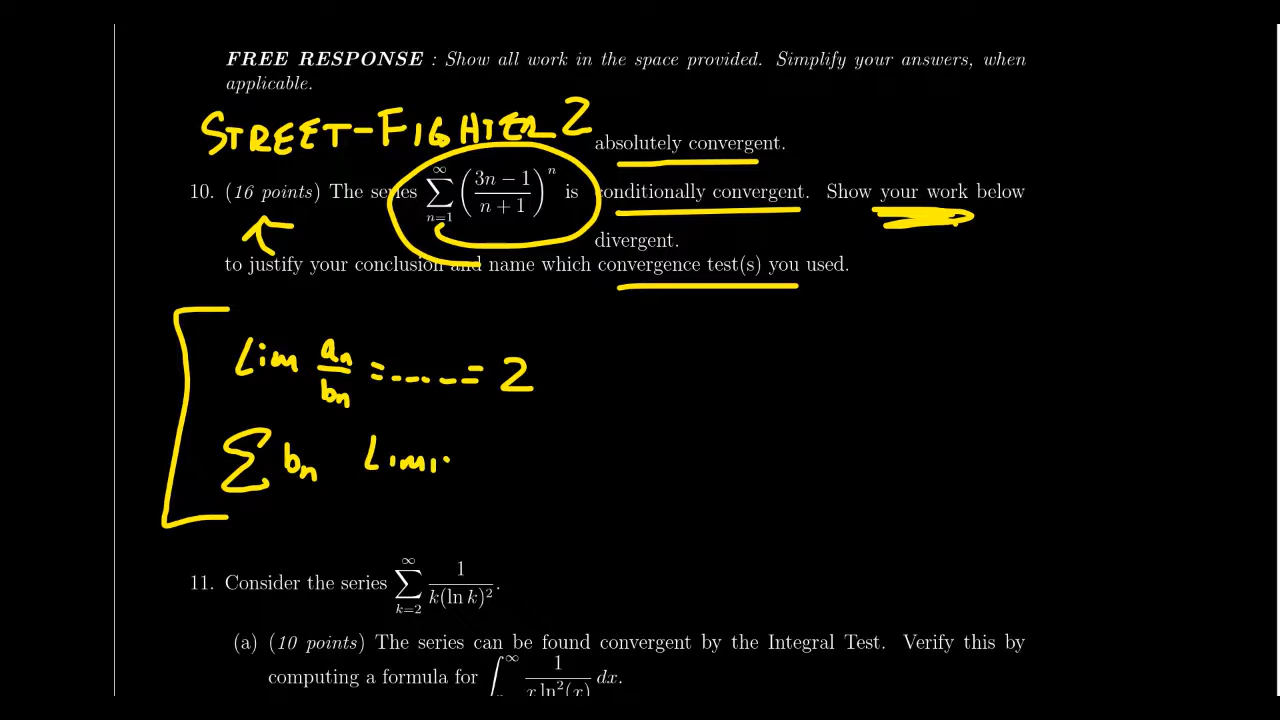 FREE RESPONSE : Show all work in the space provided. Simplify your answers, when
applicable.
STREET-FIGHTER 2
absolutely convergent.
10. (16 points) The series ∑_{n=1}^{∞} ((3n − 1)/(n + 1))^n is conditionally convergent. Show your work below
divergent.
to justify your conclusion and name which convergence test(s) you used.
Lim a_n/b_n = ...... = 2
∑ b_n Limi
11. Consider the series ∑_{k=2}^{∞} 1/(k(ln k)^2).
(a) (10 points) The series can be found convergent by the Integral Test. Verify this by
computing a formula for ∫^{∞} 1/(x ln^2(x)) dx.